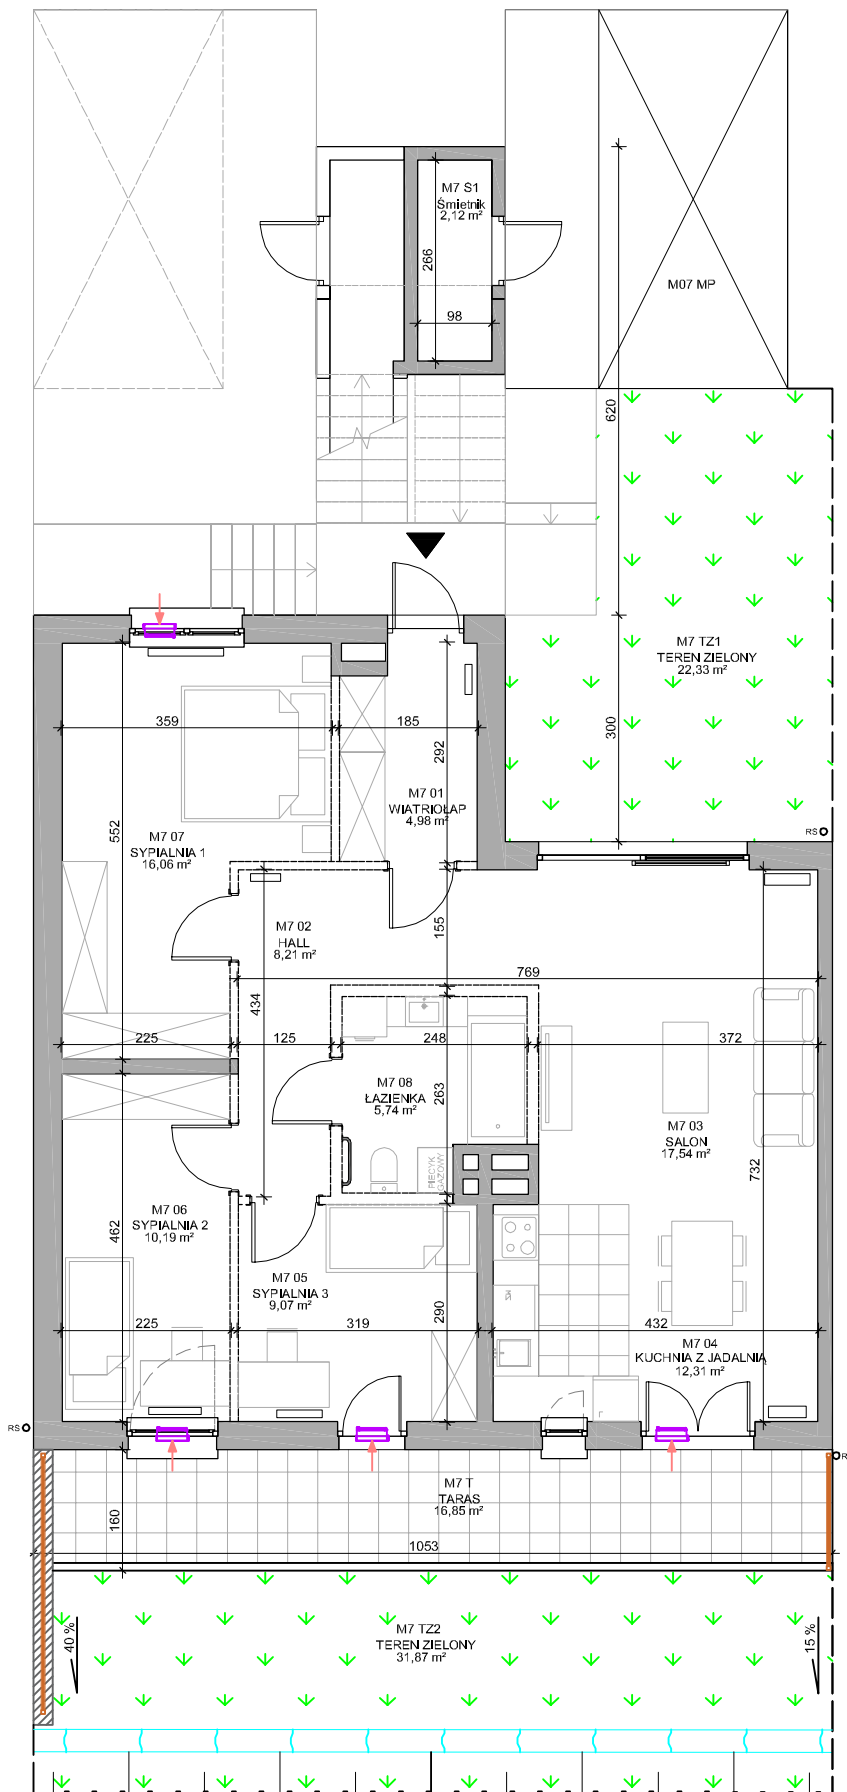 M7 S1
Śmietnik
2,12 m²
266
98
M07 MP
620
M7 TZ1
TEREN ZIELONY
22,33 m²
300
RS
359
185
292
M7 01
WIATRIOŁAP
4,98 m²
552
M7 07
SYPIALNIA 1
16,06 m²
M7 02
HALL
8,21 m²
155
769
434
225
125
248
372
M7 08
ŁAZIENKA
5,74 m²
263
M7 03
SALON
17,54 m²
732
PIECYK
GAZOWY
M7 06
SYPIALNIA 2
10,19 m²
462
M7 05
SYPIALNIA 3
9,07 m²
290
225
319
432
M7 04
KUCHNIA Z JADALNIĄ
12,31 m²
RS
R
M7 T
TARAS
16,85 m²
160
1053
M7 TZ2
TEREN ZIELONY
31,87 m²
40 %
15 %